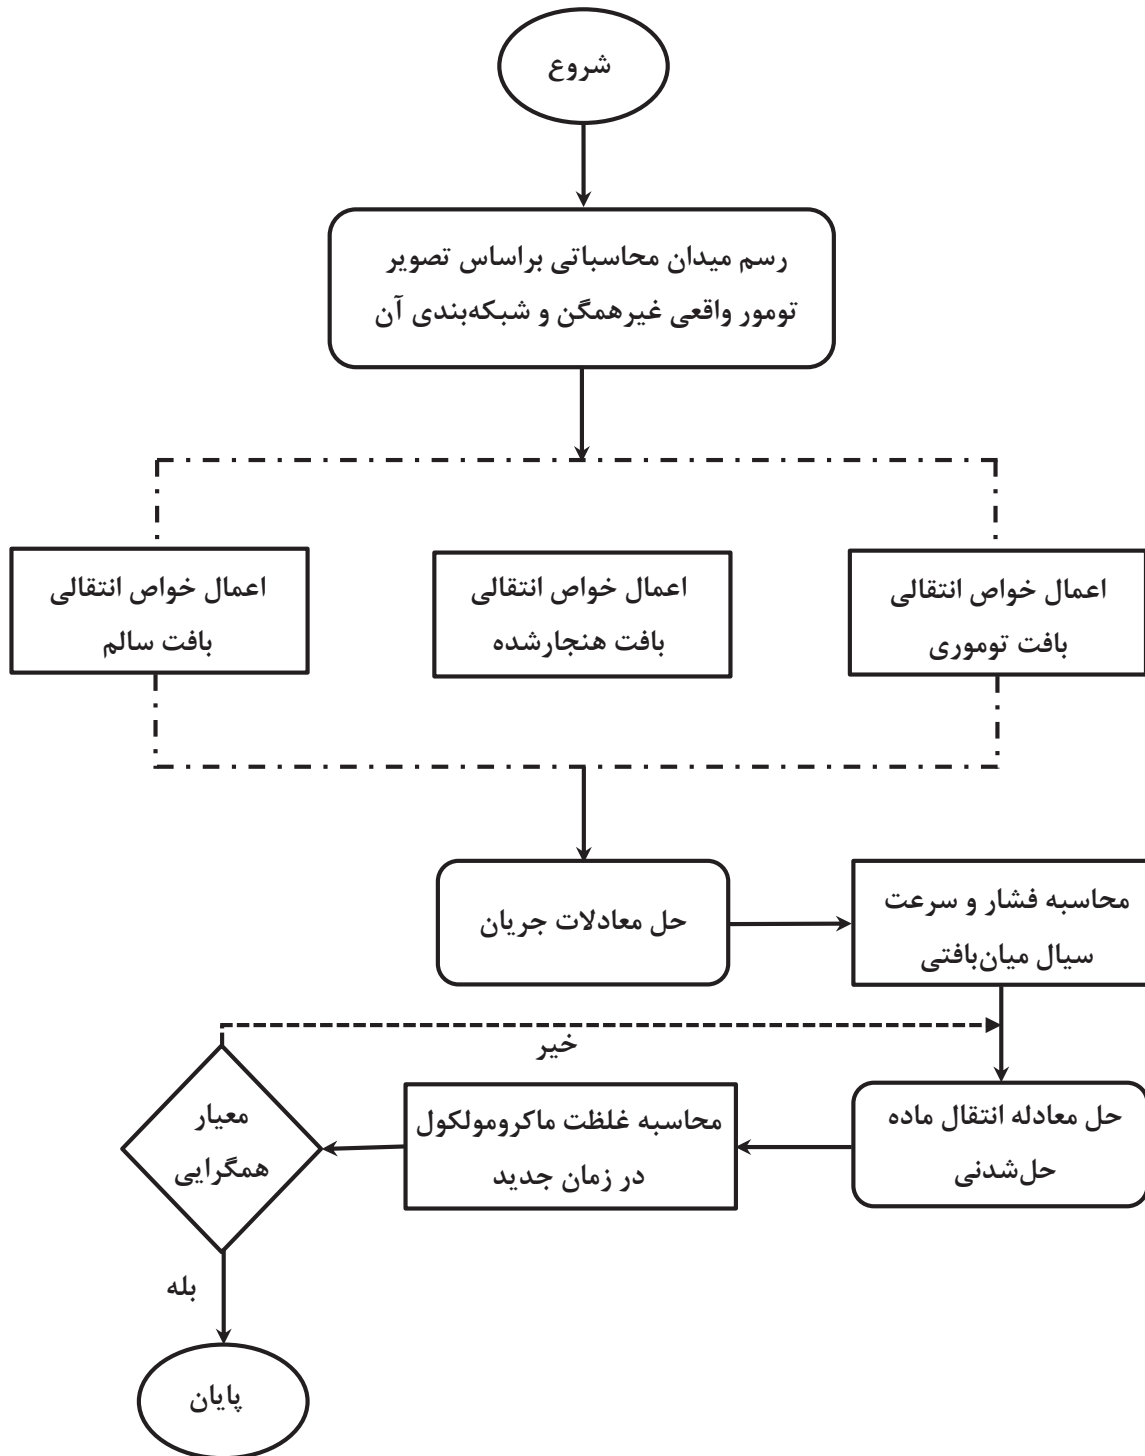 شروع
رسم میدان محاسباتی براساس تصویر
تومور واقعی غیرهمگن و شبکه‌بندی آن
اعمال خواص انتقالی
بافت توموری
اعمال خواص انتقالی
بافت هنجارشده
اعمال خواص انتقالی
بافت سالم
حل معادلات جریان
محاسبه فشار و سرعت
سیال میان‌بافتی
خیر
حل معادله انتقال ماده
حل‌شدنی
محاسبه غلظت ماکرومولکول
در زمان جدید
معیار
همگرایی
بله
پایان